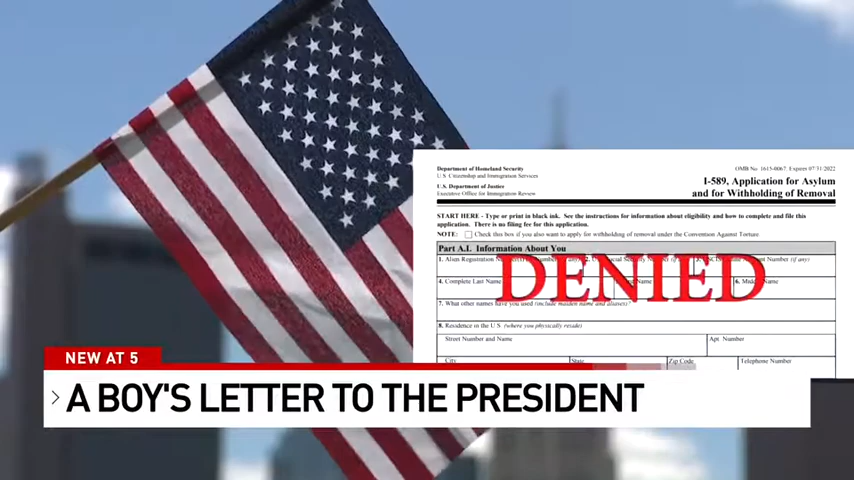 Department of Homeland Security
U.S. Citizenship and Immigration Services
U.S. Department of Justice
Executive Office for Immigration Review
OMB No. 1615-0067; Expires 07/31/2022
I-589, Application for Asylum
and for Withholding of Removal
START HERE - Type or print in black ink. See the instructions for information about eligibility and how to complete and file this
application. There is no filing fee for this application.
NOTE: Check this box if you also want to apply for withholding of removal under the Convention Against Torture
Part A.I. Information About You
1. Alien Registration (if any)
DENIED
4. Complete Last Name
6. Middle Name
7. What other names have you used (include maiden name and aliases)?
8. Residence in the U S (where you physically reside)
Street Number and Name
Apt Number
City
State
Zip Code
Telephone Number
NEW AT 5
A BOY'S LETTER TO THE PRESIDENT